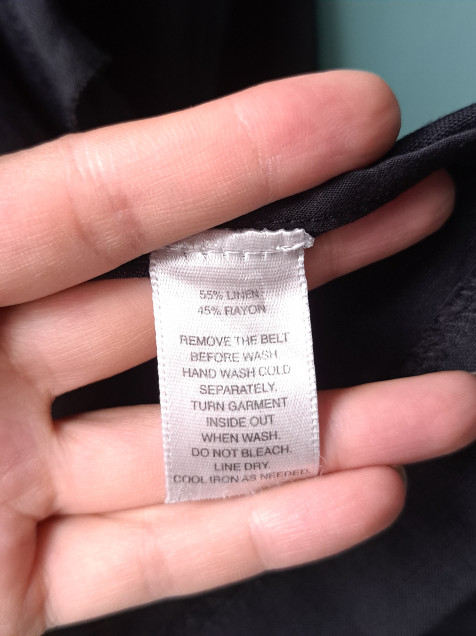 55% LINEN
45% RAYON
REMOVE THE BELT
BEFORE WASH
HAND WASH COLD
SEPARATELY.
TURN GARMENT
INSIDE OUT
WHEN WASH.
DO NOT BLEACH.
LINE DRY.
COOL IRON AS NEEDED.